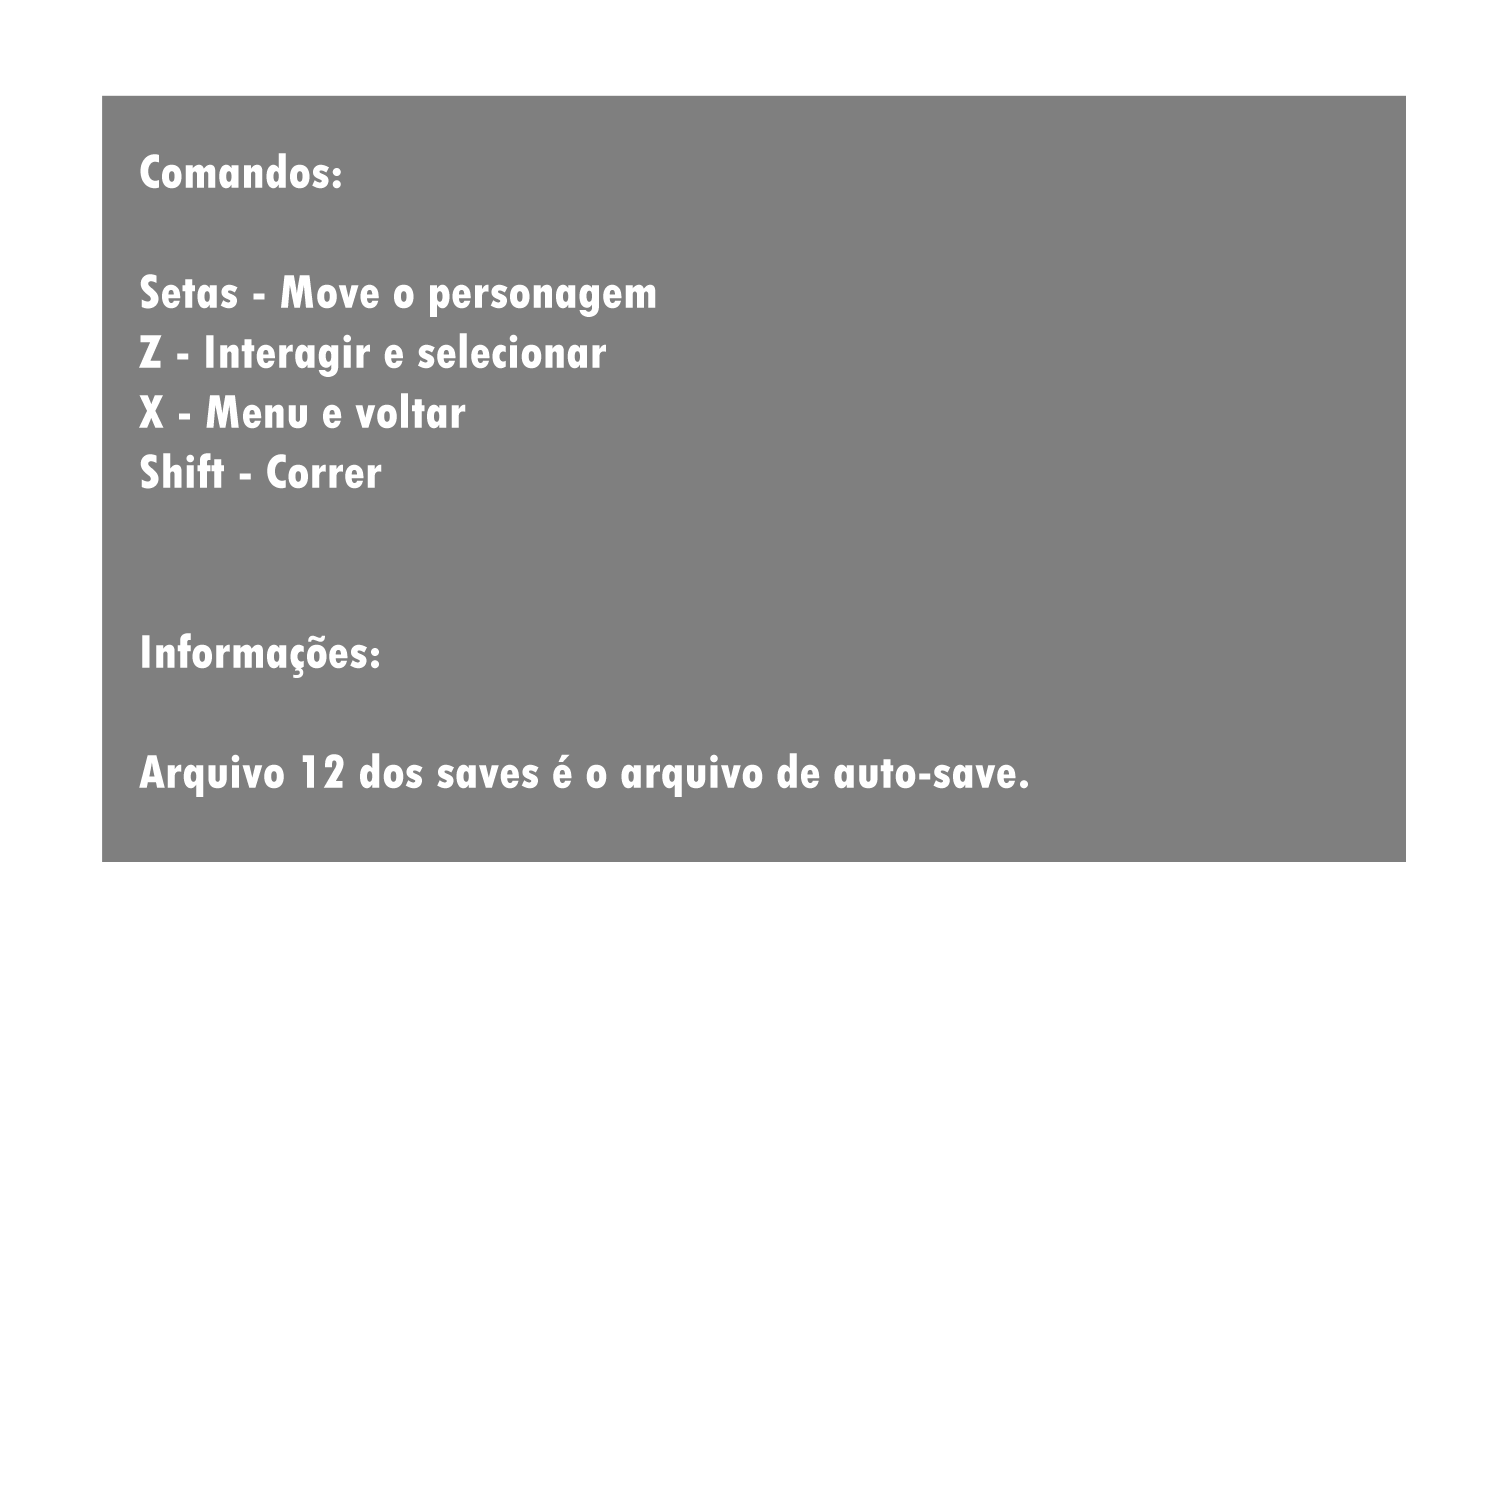 Comandos:
Setas - Move o personagem
Z - Interagir e selecionar
X - Menu e voltar
Shift - Correr
Informações:
Arquivo 12 dos saves é o arquivo de auto-save.